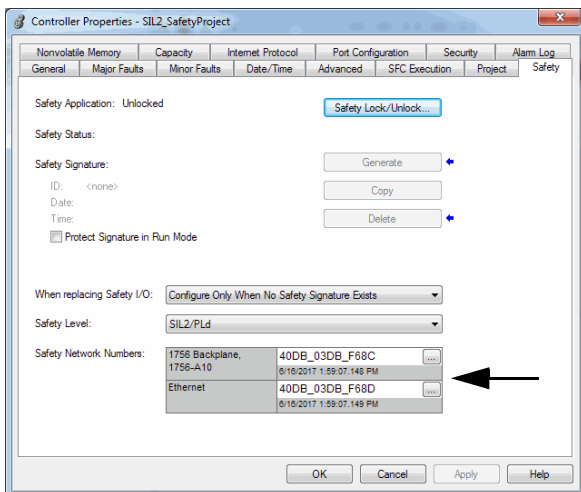 Controller Properties - SIL2_SafetyProject
Nonvolatile Memory Capacity Internet Protocol Port Configuration Security Alarm Log
General Major Faults Minor Faults Date/Time Advanced SFC Execution Project Safety
Safety Application: Unlocked
Safety Lock/Unlock...
Safety Status:
Safety Signature:
Generate
ID: <none>
Copy
Date:
Time:
Delete
Protect Signature in Run Mode
When replacing Safety I/O: Configure Only When No Safety Signature Exists
Safety Level: SIL2/PLd
Safety Network Numbers:
1756 Backplane,
1756-A10
40DB_03DB_F68C
...
6/16/2017 1:59:07.148 PM
Ethernet
40DB_03DB_F68D
...
6/16/2017 1:59:07.149 PM
OK Cancel Apply Help